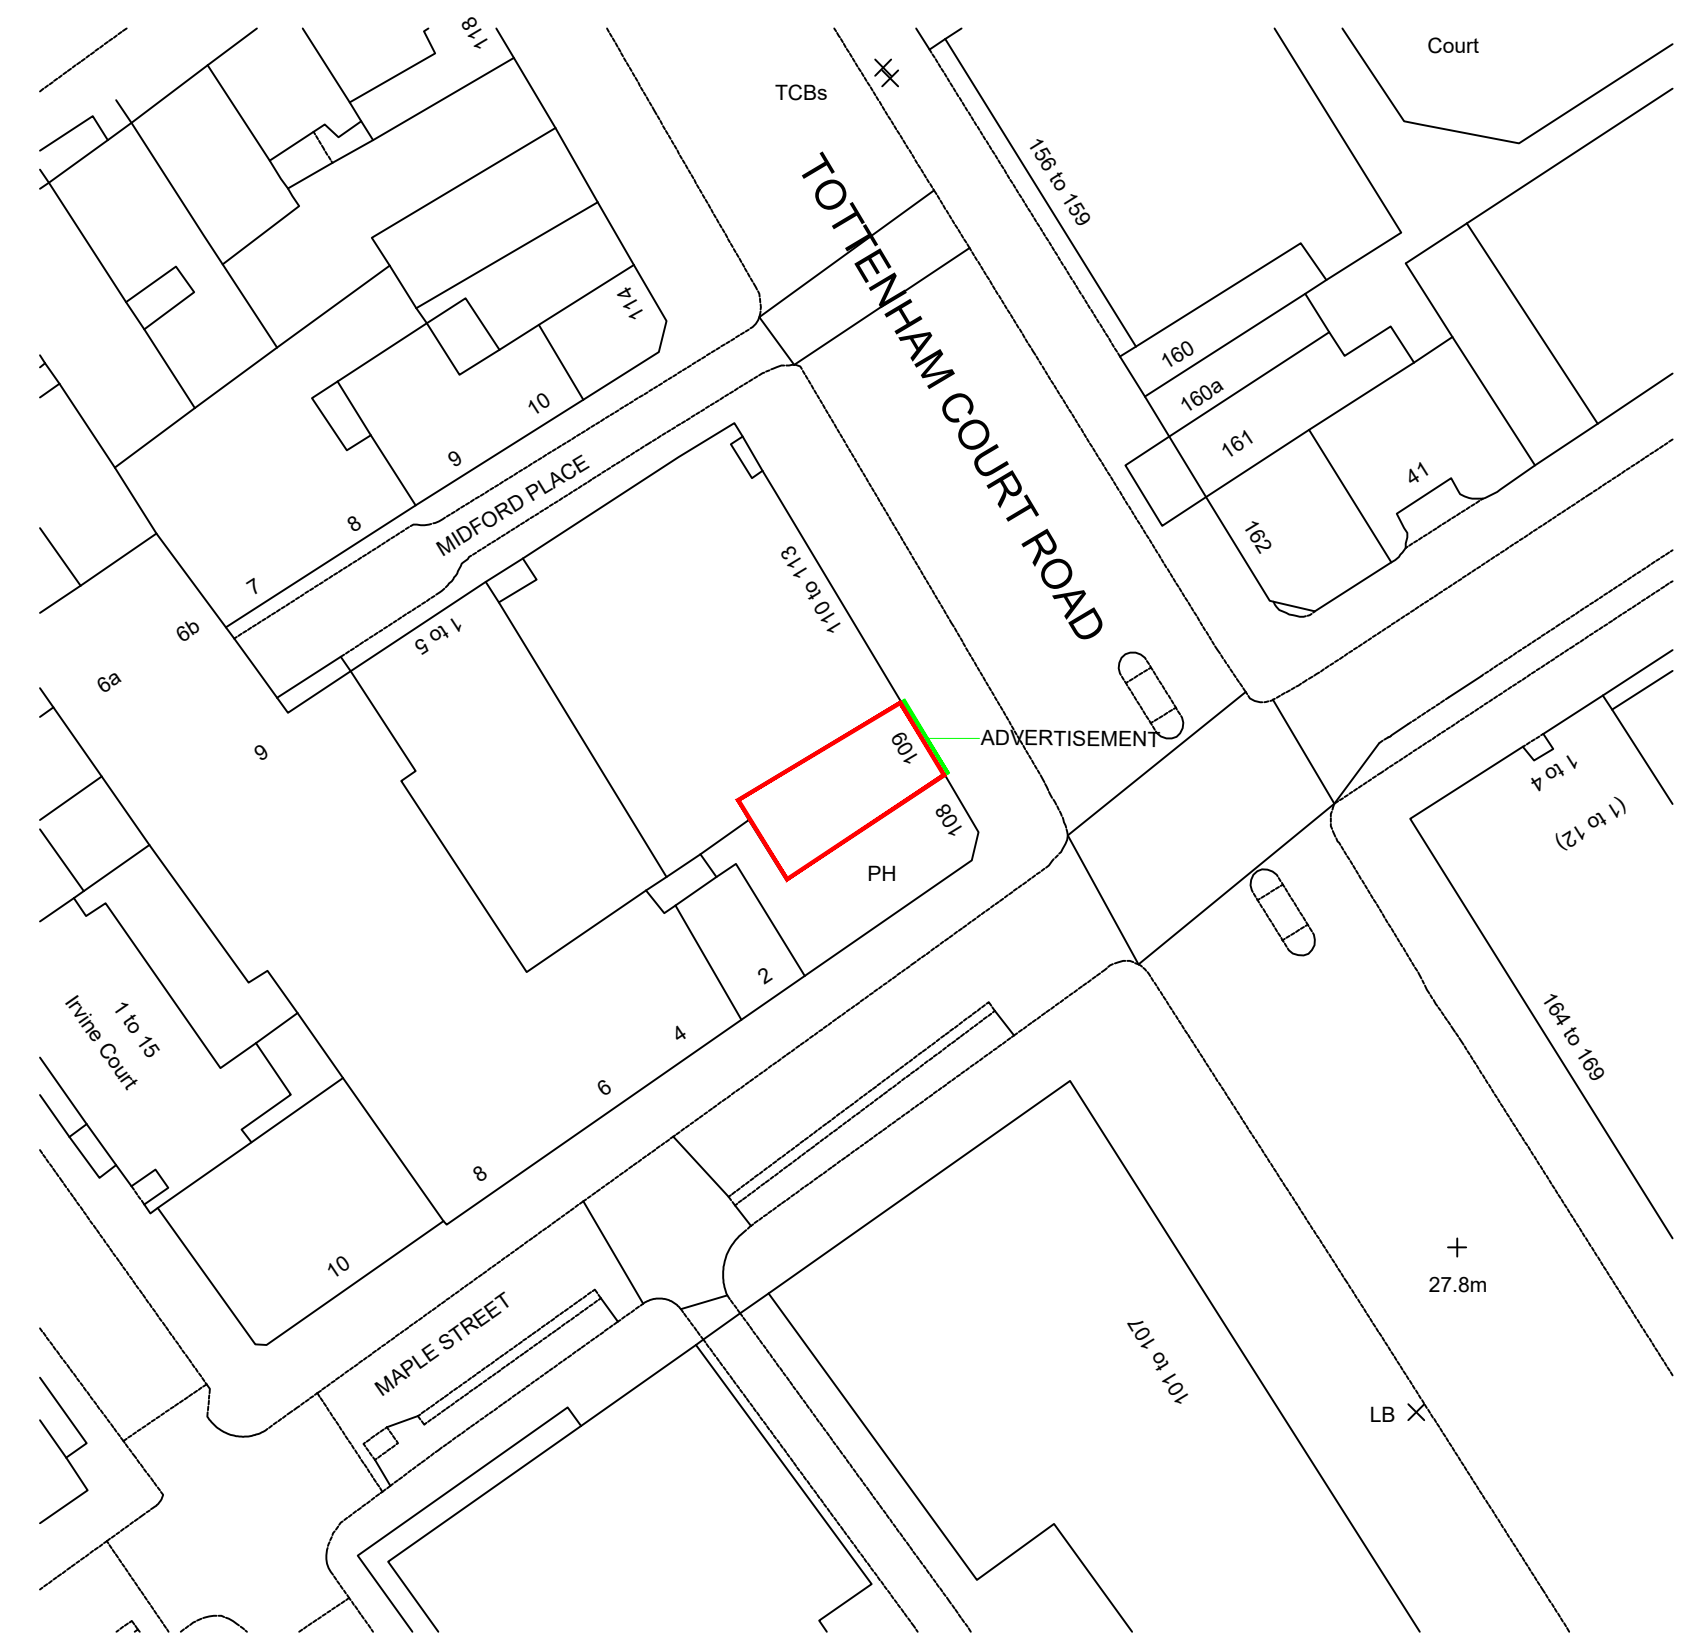 118
Court
TCBs
156 to 159
TOTTENHAM COURT ROAD
114
160
160a
161
10
9
MIDFORD PLACE
8
41
162
7
110 to 113
1 to 5
6b
6a
9
109
ADVERTISEMENT
1 to 4
(1 to 12)
108
PH
2
4
6
8
10
1 to 15
Irvine Court
164 to 169
27.8m
MAPLE STREET
101 to 107
LB